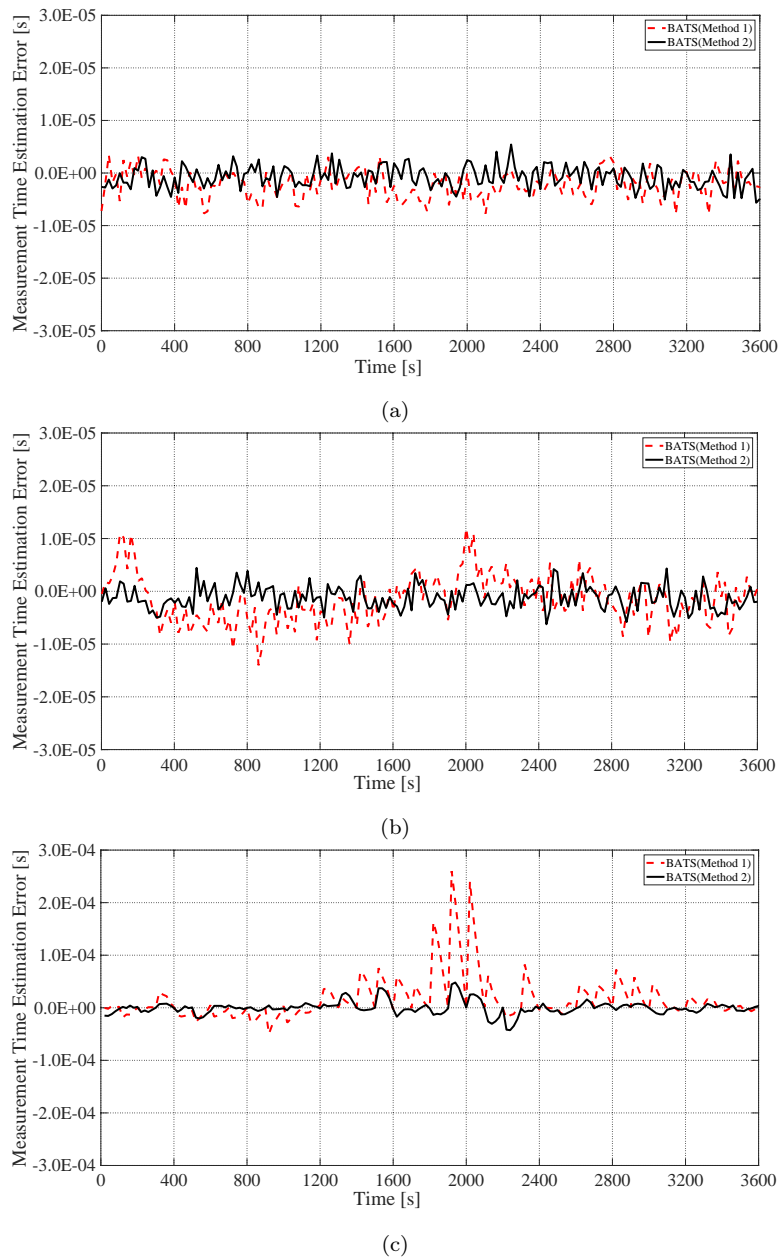 3.0E-05
2.0E-05
1.0E-05
0.0E+00
-1.0E-05
-2.0E-05
-3.0E-05
Measurement Time Estimation Error [s]
BATS(Method 1)
BATS(Method 2)
0 400 800 1200 1600 2000 2400 2800 3200 3600
Time [s]
(a)
3.0E-05
2.0E-05
1.0E-05
0.0E+00
-1.0E-05
-2.0E-05
-3.0E-05
Measurement Time Estimation Error [s]
BATS(Method 1)
BATS(Method 2)
0 400 800 1200 1600 2000 2400 2800 3200 3600
Time [s]
(b)
3.0E-04
2.0E-04
1.0E-04
0.0E+00
-1.0E-04
-2.0E-04
-3.0E-04
Measurement Time Estimation Error [s]
BATS(Method 1)
BATS(Method 2)
0 400 800 1200 1600 2000 2400 2800 3200 3600
Time [s]
(c)